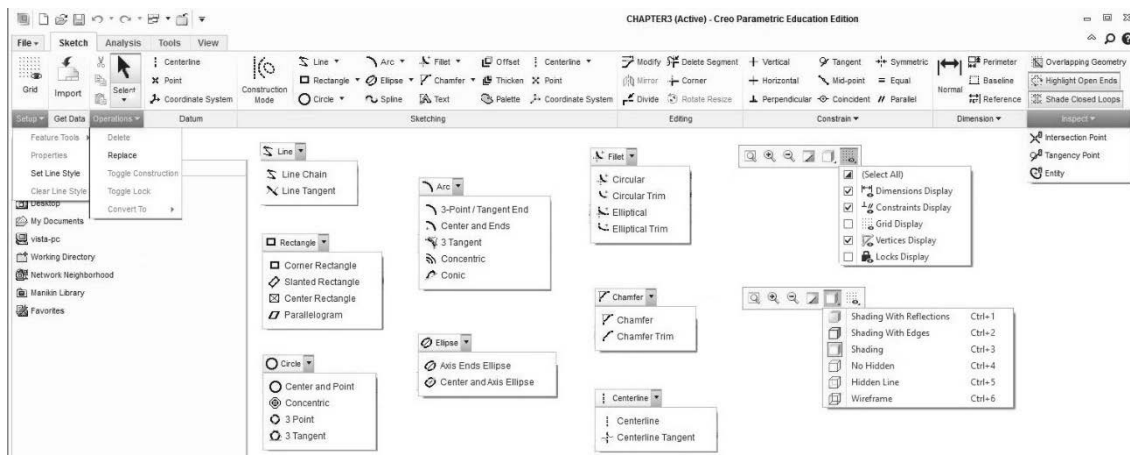 CHAPTER3 (Active) - Creo Parametric Education Edition
File Sketch Analysis Tools View
Grid
Import
Select
Centerline
Point
Coordinate System
Construction Mode
Line Arc Fillet Offset Centerline
Rectangle Ellipse Chamfer Thicken Point
Circle Spline Text Palette Coordinate System
Modify Delete Segment
Mirror Corner
Divide Rotate Resize
Vertical Tangent Symmetric
Horizontal Mid-point Equal
Perpendicular Coincident Parallel
Normal
Perimeter
Baseline
Reference
Overlapping Geometry
Highlight Open Ends
Shade Closed Loops
Setup Get Data Operations Datum Sketching Editing Constrain Dimension Inspect
Feature Tools
Properties
Set Line Style
Clear Line Style
Delete
Replace
Toggle Construction
Toggle Lock
Convert To
Desktop
My Documents
vista-pc
Working Directory
Network Neighborhood
Manikin Library
Favorites
Line
Line Chain
Line Tangent
Rectangle
Corner Rectangle
Slanted Rectangle
Center Rectangle
Parallelogram
Circle
Center and Point
Concentric
3 Point
3 Tangent
Arc
3-Point / Tangent End
Center and Ends
3 Tangent
Concentric
Conic
Ellipse
Axis Ends Ellipse
Center and Axis Ellipse
Fillet
Circular
Circular Trim
Elliptical
Elliptical Trim
Chamfer
Chamfer
Chamfer Trim
Centerline
Centerline
Centerline Tangent
(Select All)
Dimensions Display
Constraints Display
Grid Display
Vertices Display
Locks Display
Shading With Reflections Ctrl+1
Shading With Edges Ctrl+2
Shading Ctrl+3
No Hidden Ctrl+4
Hidden Line Ctrl+5
Wireframe Ctrl+6
Intersection Point
Tangency Point
Entity